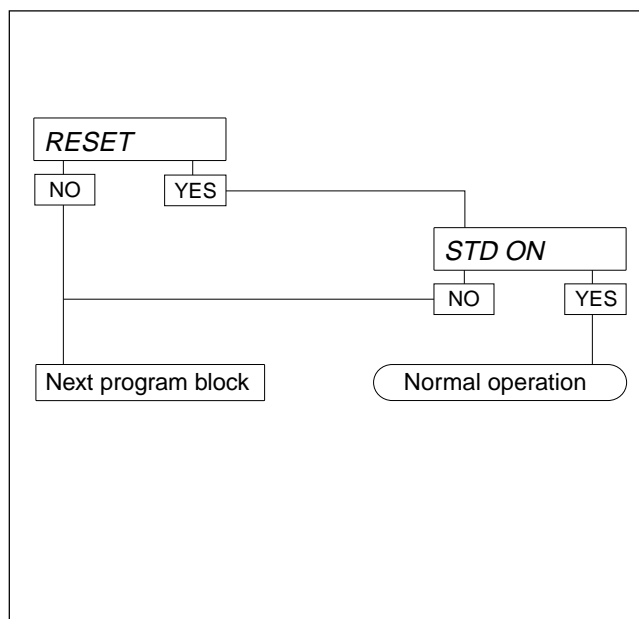 RESET
NO YES
STD ON
NO YES
Next program block Normal operation